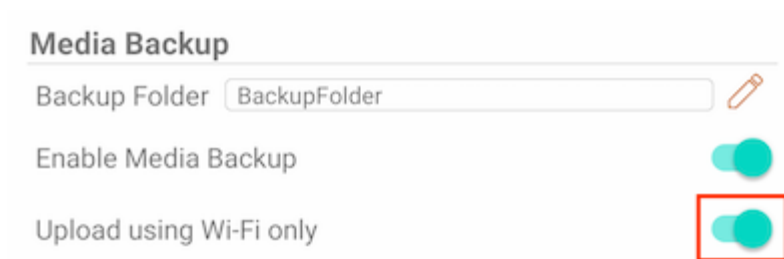 Media Backup
Backup Folder BackupFolder
Enable Media Backup
Upload using Wi-Fi only